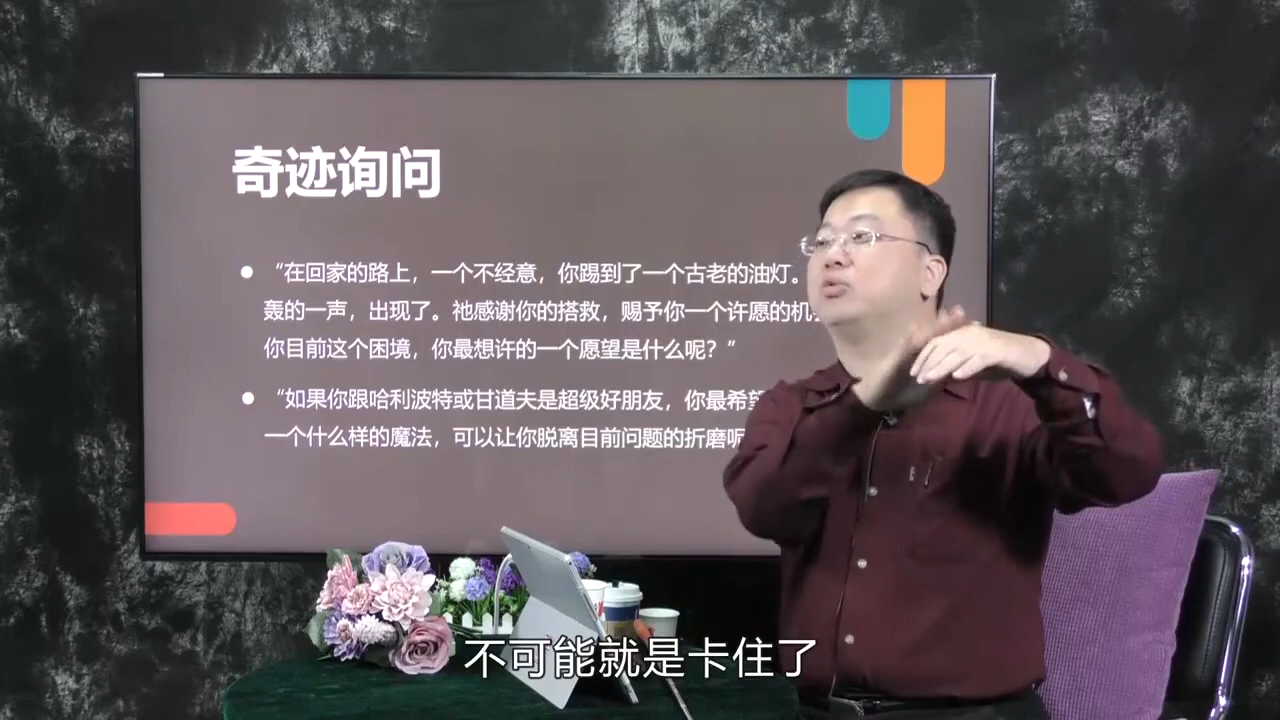 奇迹询问
“在回家的路上，一个不经意，你踢到了一个古老的油灯。
轰的一声，出现了。祂感谢你的搭救，赐予你一个许愿的机
你目前这个困境，你最想许的一个愿望是什么呢？”
“如果你跟哈利波特或甘道夫是超级好朋友，你最希望
一个什么样的魔法，可以让你脱离目前问题的折磨
不可能就是卡住了